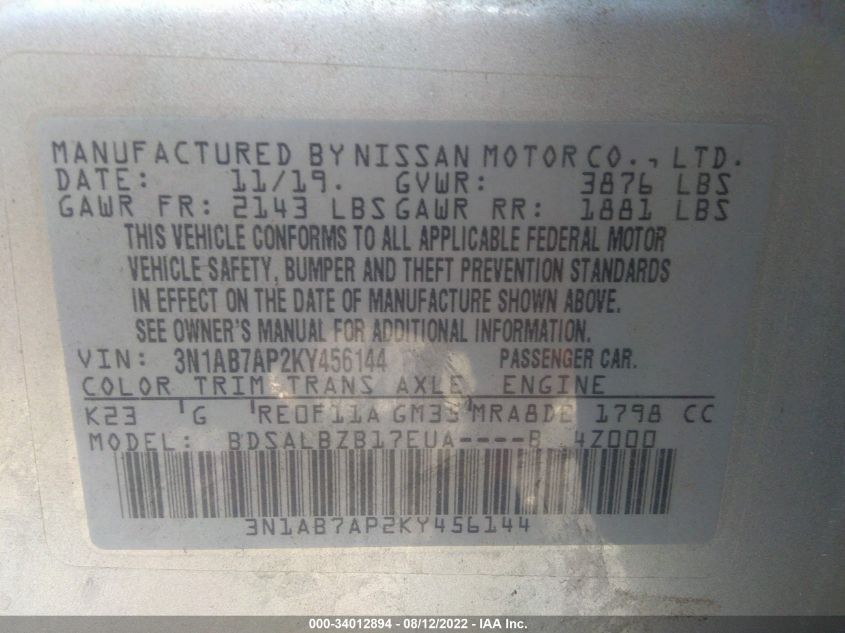 MANUFACTURED BY NISSAN MOTOR CO., LTD.
DATE: 11/19. GVWR: 3876 LBS
GAWR FR: 2143 LBS GAWR RR: 1881 LBS
THIS VEHICLE CONFORMS TO ALL APPLICABLE FEDERAL MOTOR
VEHICLE SAFETY, BUMPER AND THEFT PREVENTION STANDARDS
IN EFFECT ON THE DATE OF MANUFACTURE SHOWN ABOVE.
SEE OWNER'S MANUAL FOR ADDITIONAL INFORMATION.
VIN: 3N1AB7AP2KY456144 PASSENGER CAR.
COLOR TRIM TRANS AXLE ENGINE
K23 'G 'RE0F11A GM35'MRA8DE 1798 CC
MODEL: BDSALBZB17EUA----B 4Z000
3N1AB7AP2KY456144
000-34012894 - 08/12/2022 - IAA Inc.